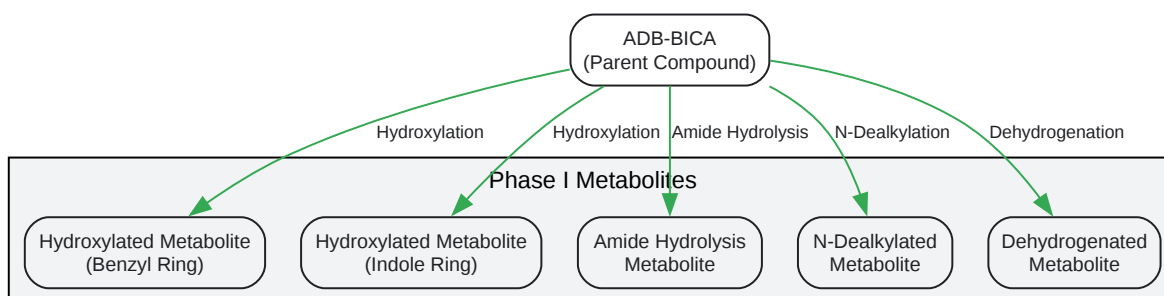 ADB-BICA
(Parent Compound)
Hydroxylation
Hydroxylation
Amide Hydrolysis
N-Dealkylation
Dehydrogenation
Phase I Metabolites
Hydroxylated Metabolite
(Benzyl Ring)
Hydroxylated Metabolite
(Indole Ring)
Amide Hydrolysis
Metabolite
N-Dealkylated
Metabolite
Dehydrogenated
Metabolite